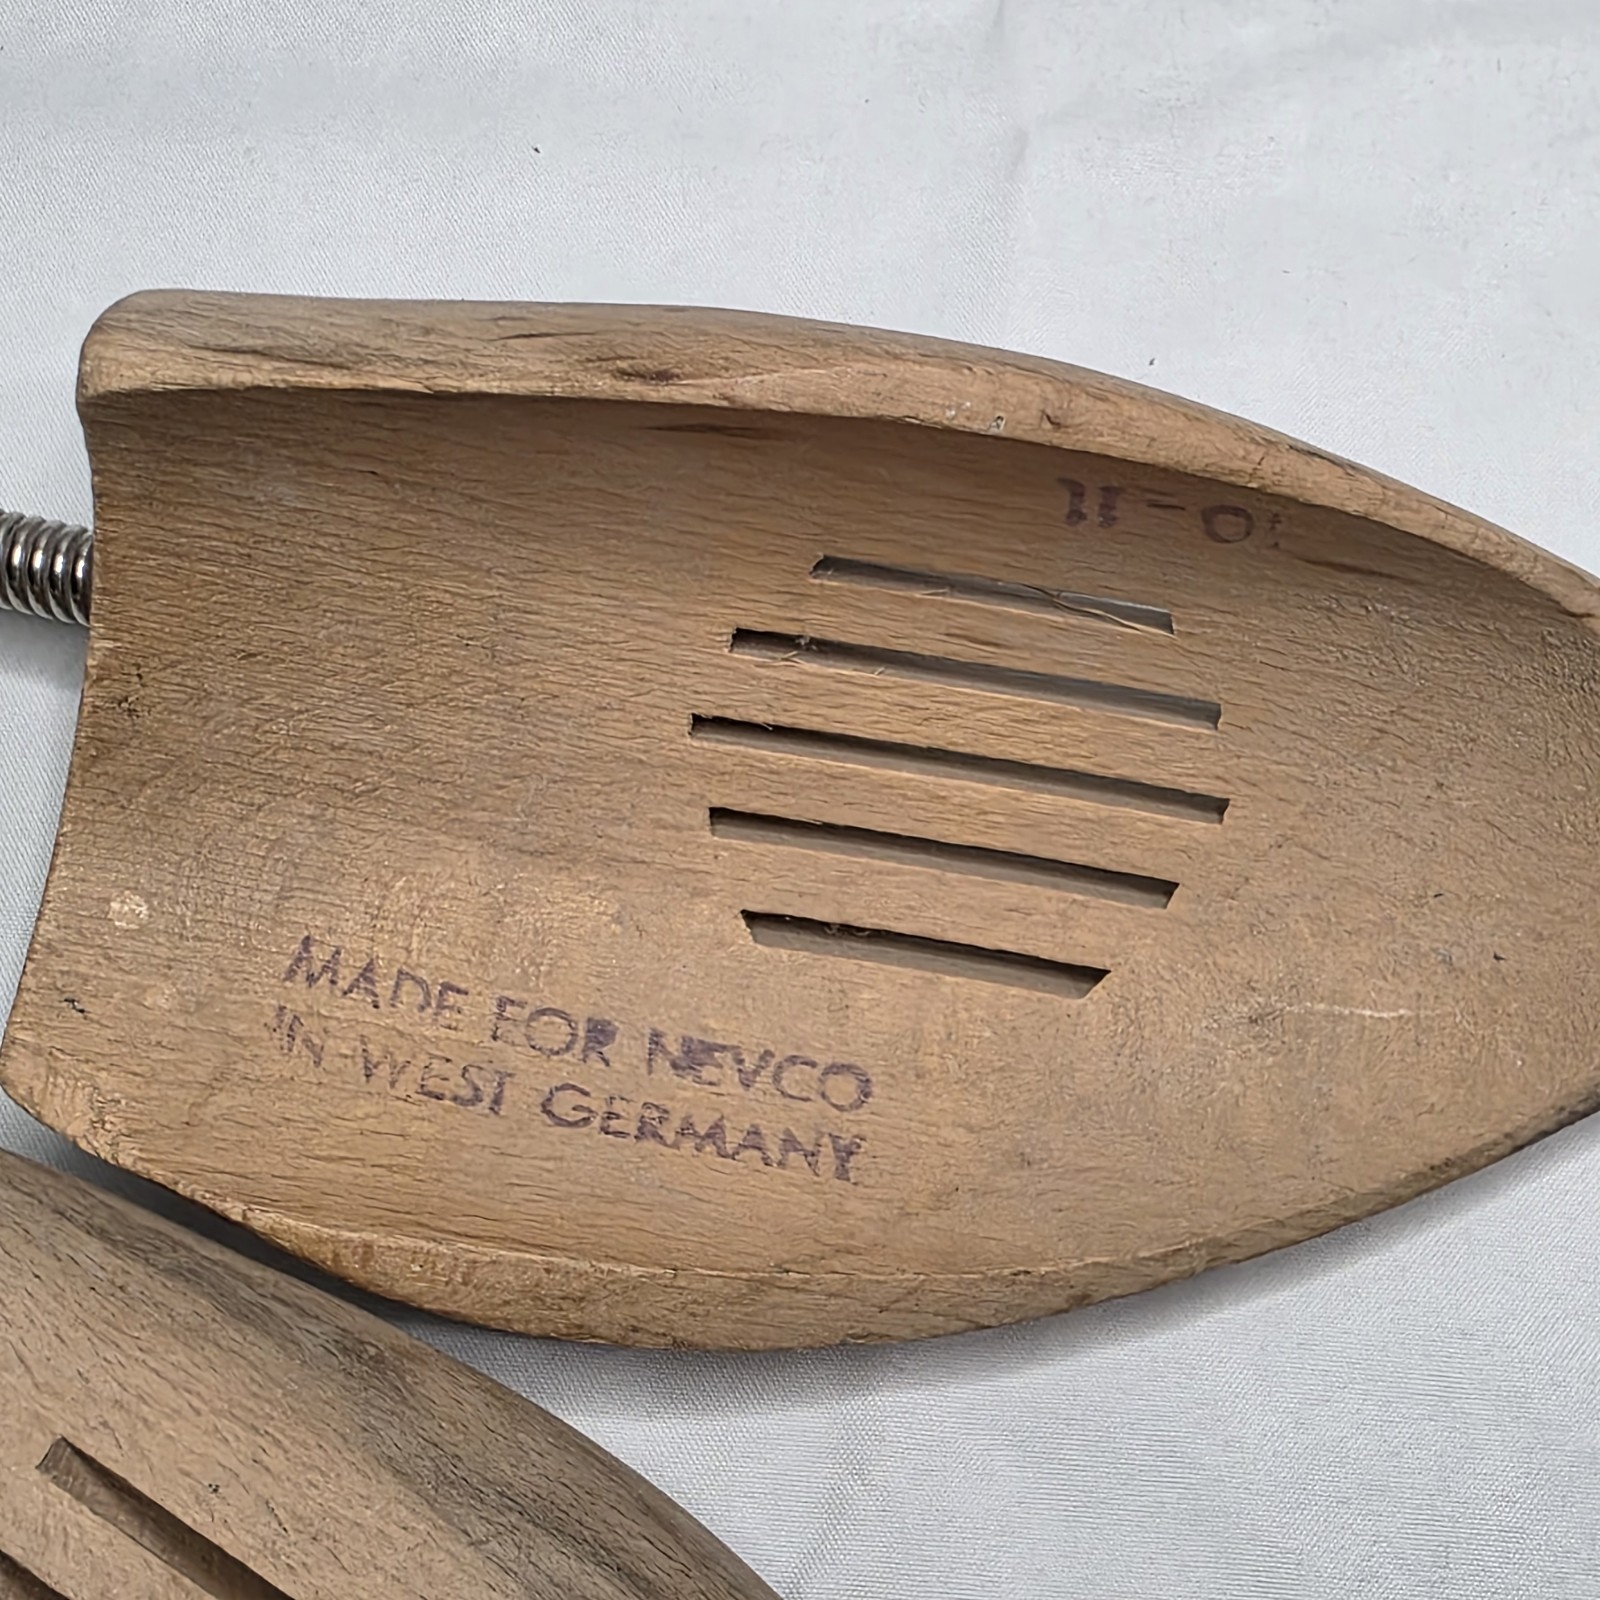 10-11
MADE FOR NEVCO
IN WEST GERMANY